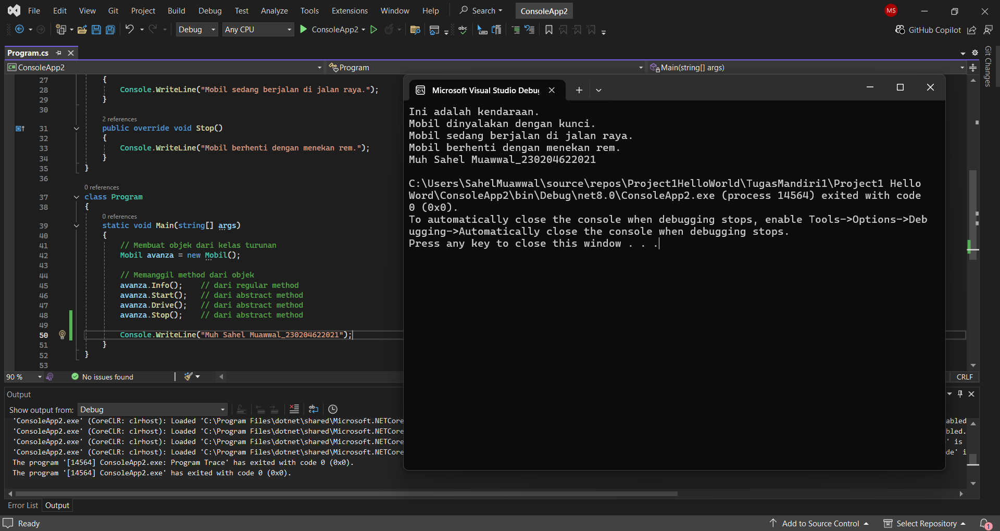 File Edit View Git Project Build Debug Test Analyze Tools Extensions Window Help Search ConsoleApp2 MS
Debug Any CPU ConsoleApp2 GitHub Copilot
Program.cs
ConsoleApp2 Program Main(string[] args)
Git Changes
27 {
28 Console.WriteLine("Mobil sedang berjalan di jalan raya.");
29 }
30
2 references
31 public override void Stop()
32 {
33 Console.WriteLine("Mobil berhenti dengan menekan rem.");
34 }
35 }
36
0 references
37 class Program
38 {
0 references
39 static void Main(string[] args)
40 {
41 // Membuat objek dari kelas turunan
42 Mobil avanza = new Mobil();
43
44 // Memanggil method dari objek
45 avanza.Info(); // dari regular method
46 avanza.Start(); // dari abstract method
47 avanza.Drive(); // dari abstract method
48 avanza.Stop(); // dari abstract method
49
50 Console.WriteLine("Muh Sahel Muawwal_230204622021");
51 }
52 }
53
90 % No issues found CRLF
Microsoft Visual Studio Debu
Ini adalah kendaraan.
Mobil dinyalakan dengan kunci.
Mobil sedang berjalan di jalan raya.
Mobil berhenti dengan menekan rem.
Muh Sahel Muawwal_230204622021
C:\Users\SahelMuawwal\source\repos\Project1HelloWorld\TugasMandiri1\Project1 Hello
Word\ConsoleApp2\bin\Debug\net8.0\ConsoleApp2.exe (process 14564) exited with code
0 (0x0).
To automatically close the console when debugging stops, enable Tools->Options->Deb
ugging->Automatically close the console when debugging stops.
Press any key to close this window . . .
Output
Show output from: Debug
'ConsoleApp2.exe' (CoreCLR: clrhost): Loaded 'C:\Program Files\dotnet\shared\Microsoft.NETCore abled
'ConsoleApp2.exe' (CoreCLR: clrhost): Loaded 'C:\Program Files\dotnet\shared\Microsoft.NETCore bled.
'ConsoleApp2.exe' (CoreCLR: clrhost): Loaded 'C:\Program Files\dotnet\shared\Microsoft.NETCore ' is
'ConsoleApp2.exe' (CoreCLR: clrhost): Loaded 'C:\Program Files\dotnet\shared\Microsoft.NETCore de' i
The program '[14564] ConsoleApp2.exe: Program Trace' has exited with code 0 (0x0).
The program '[14564] ConsoleApp2.exe' has exited with code 0 (0x0).
Error List Output
Ready Add to Source Control Select Repository 1